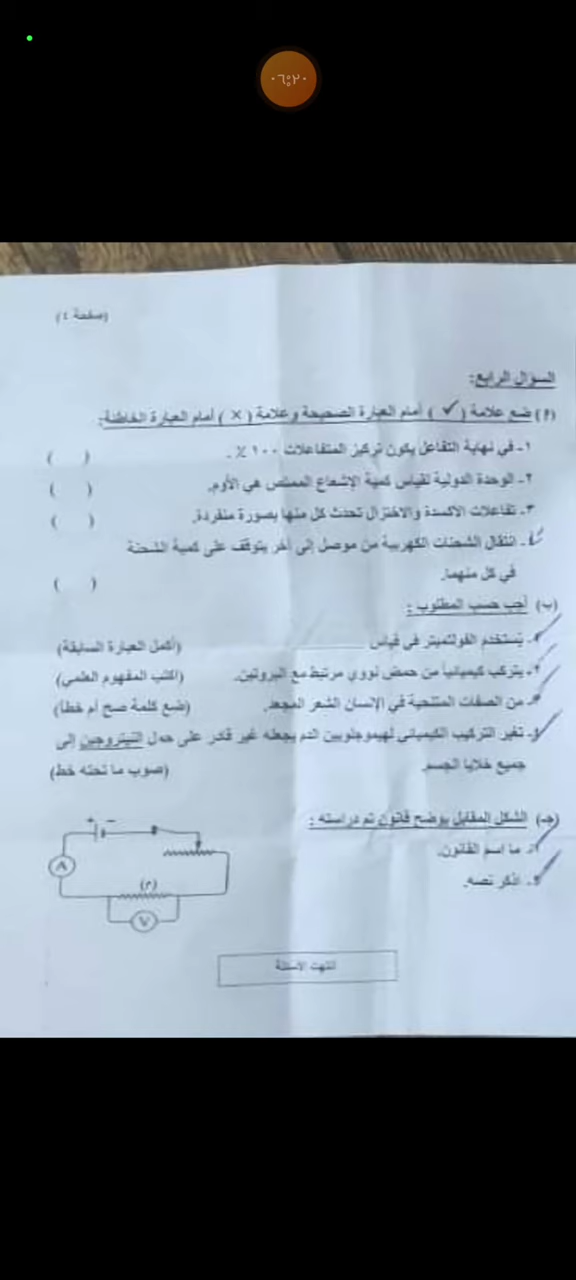 ٠٦:٢٠
(صفحة ٤)
السؤال الرابع:
(٢) ضع علامة (✓) أمام العبارة الصحيحة وعلامة (×) أمام العبارة الخاطئة:
١- في نهاية التفاعل يكون تركيز المتفاعلات ١٠٠٪. ( )
٢- الوحدة الدولية لقياس كمية الإشعاع الممتص هي الأوم. ( )
٣- تفاعلات الأكسدة والاختزال تحدث كل منها بصورة منفردة. ( )
٤- انتقال الشحنات الكهربية من موصل إلى آخر يتوقف على كمية الشحنة
في كل منهما. ( )
(ب) أجب حسب المطلوب :
١- يستخدم الفولتميتر في قياس ________ (أكمل العبارة السابقة)
٢- يتركب كيميائياً من حمض نووي مرتبط مع البروتين. (اكتب المفهوم العلمي)
٣- من الصفات المتنحية في الإنسان الشعر المجعد. (ضع كلمة صح أم خطأ)
٤- تغير التركيب الكيميائي لهيموجلوبين الدم يجعله غير قادر على حمل النيتروجين إلى
جميع خلايا الجسم. (صوب ما تحته خط)
(جـ) الشكل المقابل يوضح قانون تم دراسته :
١- ما اسم القانون.
٢- اذكر نصه.
+ −
A
(م)
V
انتهت الأسئلة